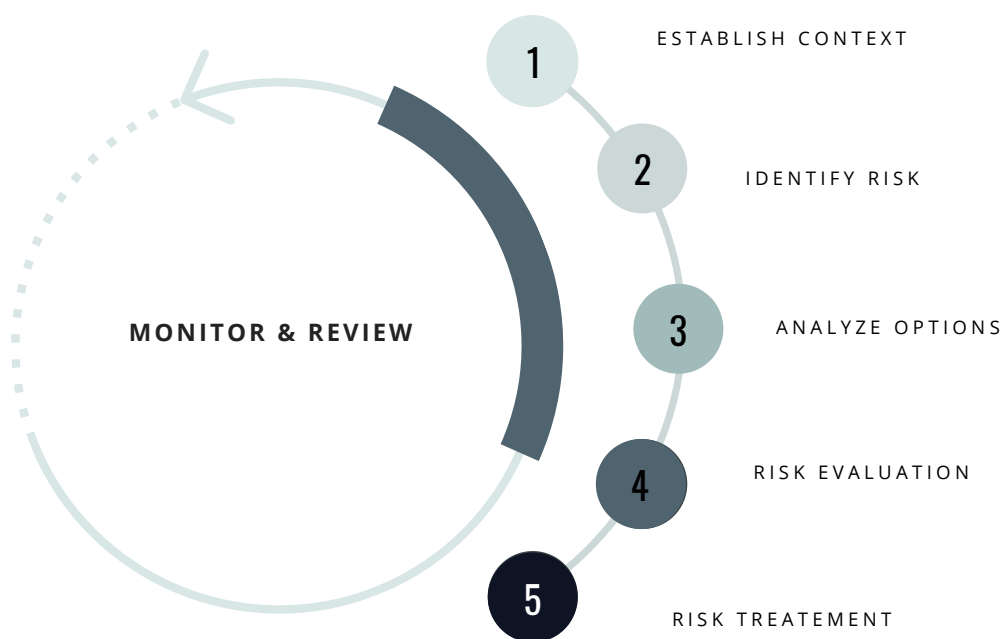 1
ESTABLISH CONTEXT
2
IDENTIFY RISK
3
ANALYZE OPTIONS
MONITOR & REVIEW
4
RISK EVALUATION
5
RISK TREATEMENT